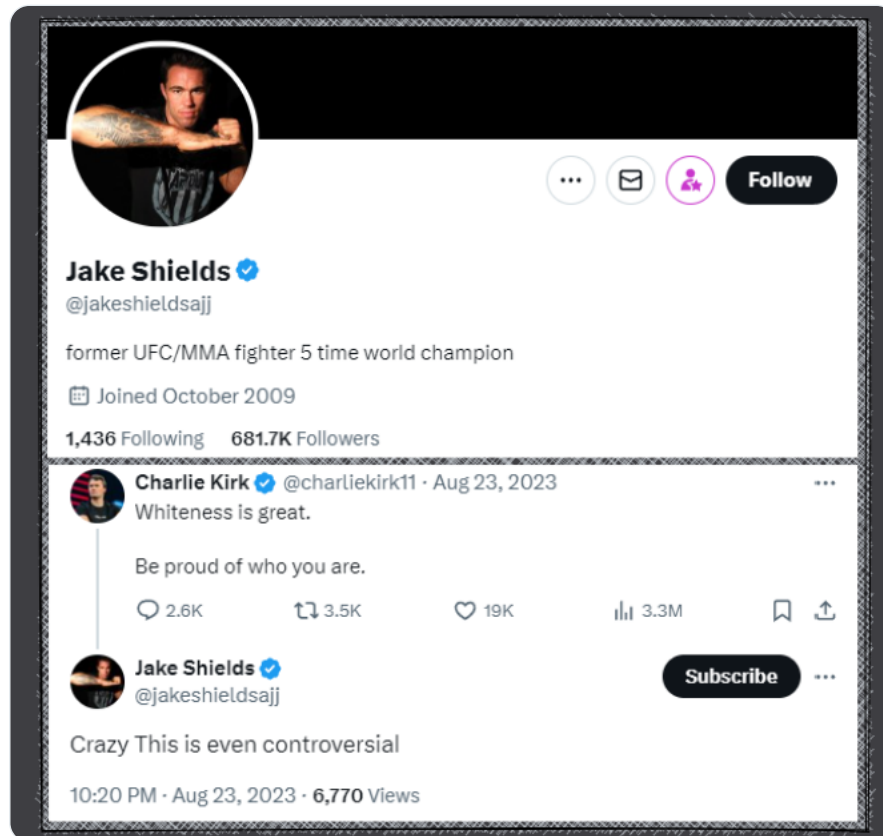 Follow
Jake Shields
@jakeshieldsajj
former UFC/MMA fighter 5 time world champion
Joined October 2009
1,436 Following 681.7K Followers
Charlie Kirk @charliekirk11 · Aug 23, 2023
Whiteness is great.
Be proud of who you are.
2.6K 3.5K 19K 3.3M
Jake Shields
@jakeshieldsajj
Subscribe
Crazy This is even controversial
10:20 PM · Aug 23, 2023 · 6,770 Views